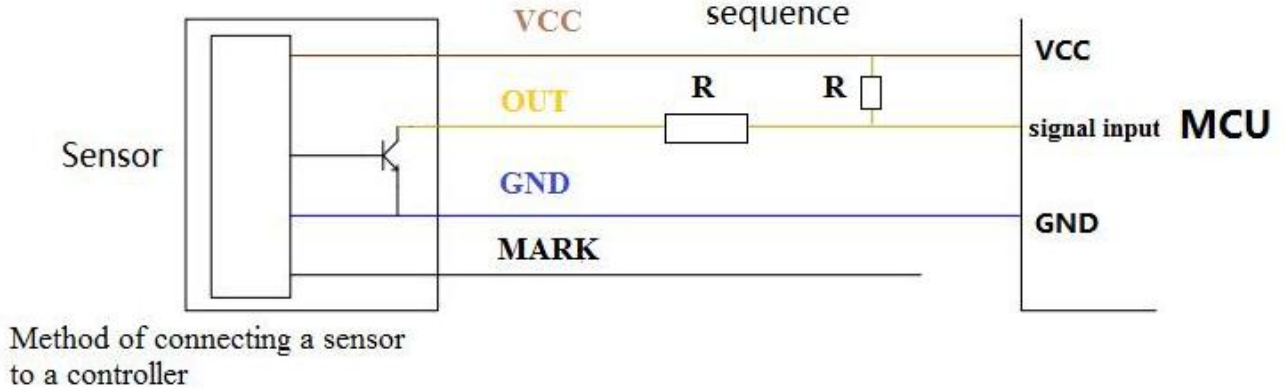 sequence
VCC
VCC
OUT
R
R
signal input MCU
Sensor
GND
GND
MARK
Method of connecting a sensor
to a controller